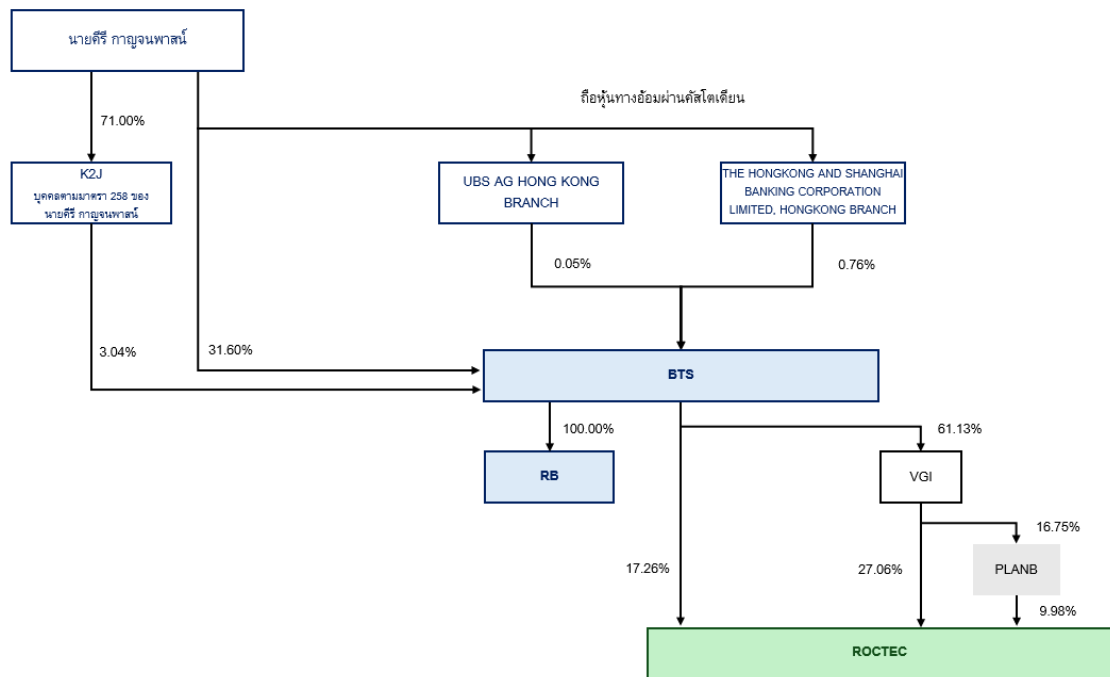 นายคีรี กาญจนพาสน์
ถือหุ้นทางอ้อมผ่านคัสโตเดียน
71.00%
K2J
บุคคลตามมาตรา 258 ของ
นายคีรี กาญจนพาสน์
UBS AG HONG KONG
BRANCH
THE HONGKONG AND SHANGHAI
BANKING CORPORATION
LIMITED, HONGKONG BRANCH
0.05%
0.76%
3.04%
31.60%
BTS
100.00%
61.13%
RB
VGI
16.75%
17.26%
27.06%
PLANB
9.98%
ROCTEC